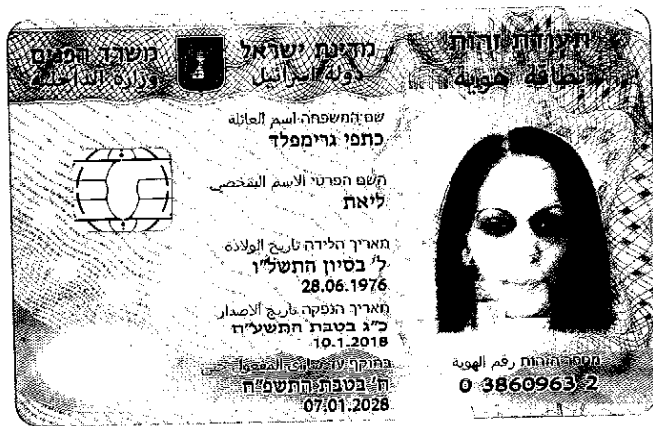 תעודת זהות
بطاقة هوية
מדינת ישראל
دولة اسرائيل
משרד הפנים
وزارة الداخلية
שם המשפחה اسم العائلة
כתפי גרימפלד
השם הפרטי الاسم الشخصي
ליאת
תאריך הלידה تاريخ الولادة
ל' בסיון התשל"ו
28.06.1976
תאריך הנפקה تاريخ الاصدار
כ"ג בטבת התשע"ח
10.1.2018
בתוקף עד
ח' בטבת התשפ"ח
07.01.2028
מספר הזהות رقم الهوية
0 3860963 2